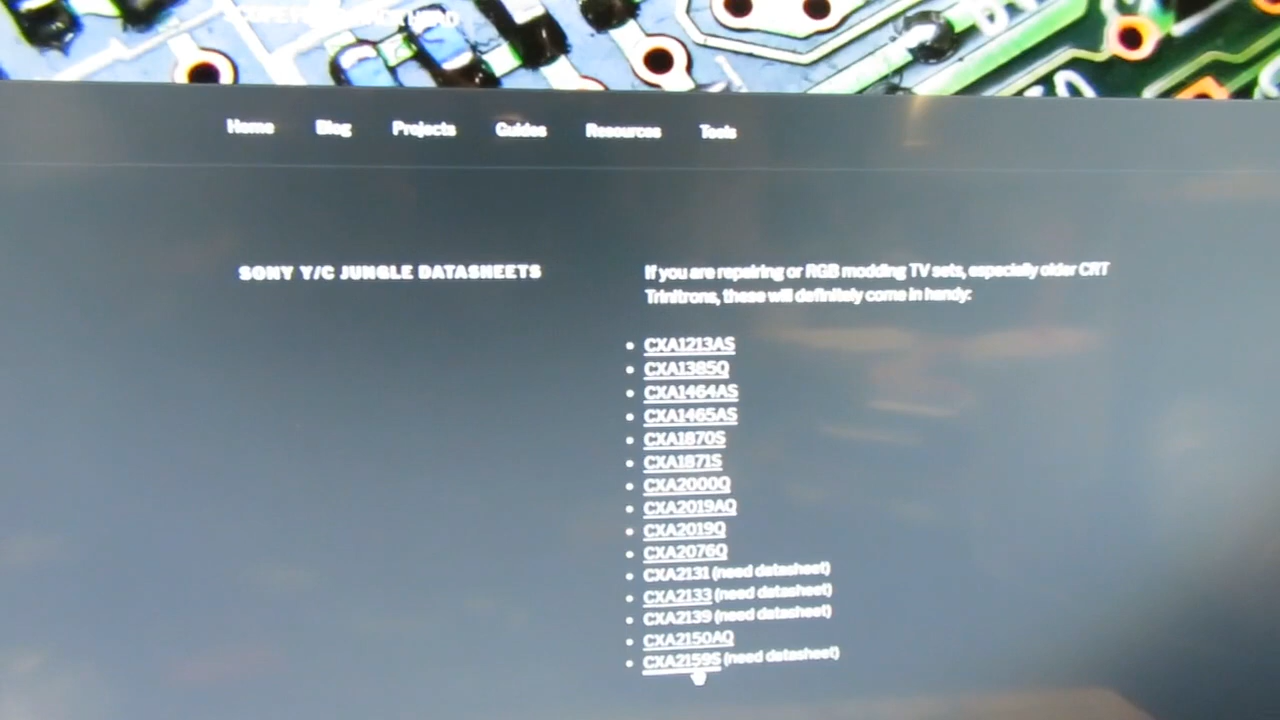 Home Blog Projects Guides Resources Tools
SONY Y/C JUNGLE DATASHEETS
If you are repairing or RGB modding TV sets, especially older CRT
Trinitrons, these will definitely come in handy:
CXA1213AS
CXA1385Q
CXA1464AS
CXA1465AS
CXA1870S
CXA1871S
CXA2000Q
CXA2019AQ
CXA2019Q
CXA2076Q
CXA2131 (need datasheet)
CXA2133 (need datasheet)
CXA2139 (need datasheet)
CXA2150AQ
CXA2159S (need datasheet)